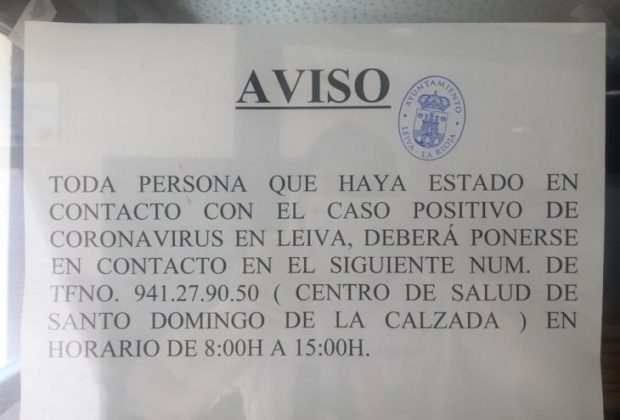 AVISO
AYUNTAMIENTO
LEIVA - LA RIOJA
TODA PERSONA QUE HAYA ESTADO EN
CONTACTO CON EL CASO POSITIVO DE
CORONAVIRUS EN LEIVA, DEBERÁ PONERSE
EN CONTACTO EN EL SIGUIENTE NUM. DE
TFNO. 941.27.90.50 ( CENTRO DE SALUD DE
SANTO DOMINGO DE LA CALZADA ) EN
HORARIO DE 8:00H A 15:00H.